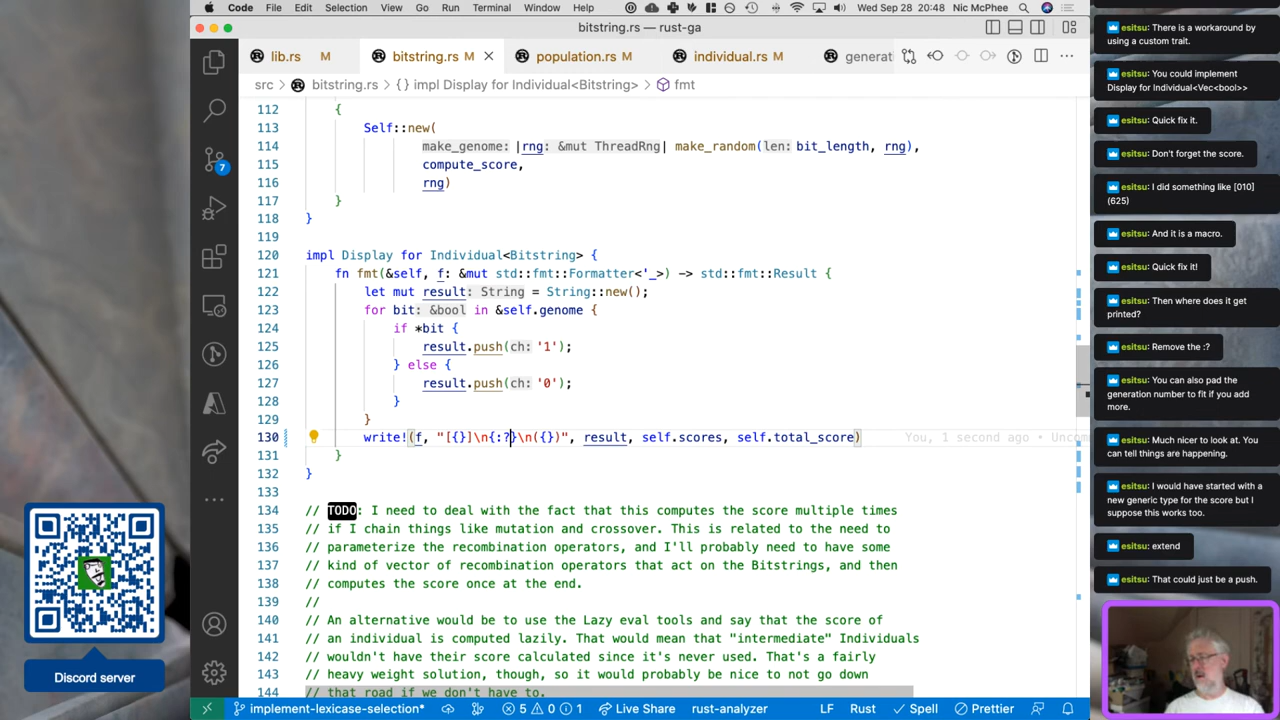 Code File Edit Selection View Go Run Terminal Window Help Wed Sep 28 20:48 Nic McPhee
bitstring.rs — rust-ga
lib.rs M bitstring.rs M population.rs M individual.rs M generat
src > bitstring.rs > {} impl Display for Individual<Bitstring> > fmt
112 {
113 Self::new(
114 make_genome: |rng: &mut ThreadRng| make_random(len: bit_length, rng),
115 compute_score,
116 rng)
117 }
118 }
119
120 impl Display for Individual<Bitstring> {
121 fn fmt(&self, f: &mut std::fmt::Formatter<'_>) -> std::fmt::Result {
122 let mut result: String = String::new();
123 for bit: &bool in &self.genome {
124 if *bit {
125 result.push(ch: '1');
126 } else {
127 result.push(ch: '0');
128 }
129 }
130 write!(f, "[{}]\n{:?}\n({})", result, self.scores, self.total_score) You, 1 second ago • Uncom
131 }
132 }
133
134 // TODO: I need to deal with the fact that this computes the score multiple times
135 // if I chain things like mutation and crossover. This is related to the need to
136 // parameterize the recombination operators, and I'll probably need to have some
137 // kind of vector of recombination operators that act on the Bitstrings, and then
138 // computes the score once at the end.
139 //
140 // An alternative would be to use the Lazy eval tools and say that the score of
141 // an individual is computed lazily. That would mean that "intermediate" Individuals
142 // wouldn't have their score calculated since it's never used. That's a fairly
143 // heavy weight solution, though, so it would probably be nice to not go down
144 // that road if we don't have to.
7
implement-lexicase-selection* 5 0 1 Live Share rust-analyzer LF Rust Spell Prettier
Discord server
esitsu: There is a workaround by
using a custom trait.
esitsu: You could implement
Display for Individual<Vec<bool>>
esitsu: Quick fix it.
esitsu: Don't forget the score.
esitsu: I did something like [010]
(625)
esitsu: And it is a macro.
esitsu: Quick fix it!
esitsu: Then where does it get
printed?
esitsu: Remove the :?
esitsu: You can also pad the
generation number to fit if you add
more.
esitsu: Much nicer to look at. You
can tell things are happening.
esitsu: I would have started with a
new generic type for the score but I
suppose this works too.
esitsu: extend
esitsu: That could just be a push.